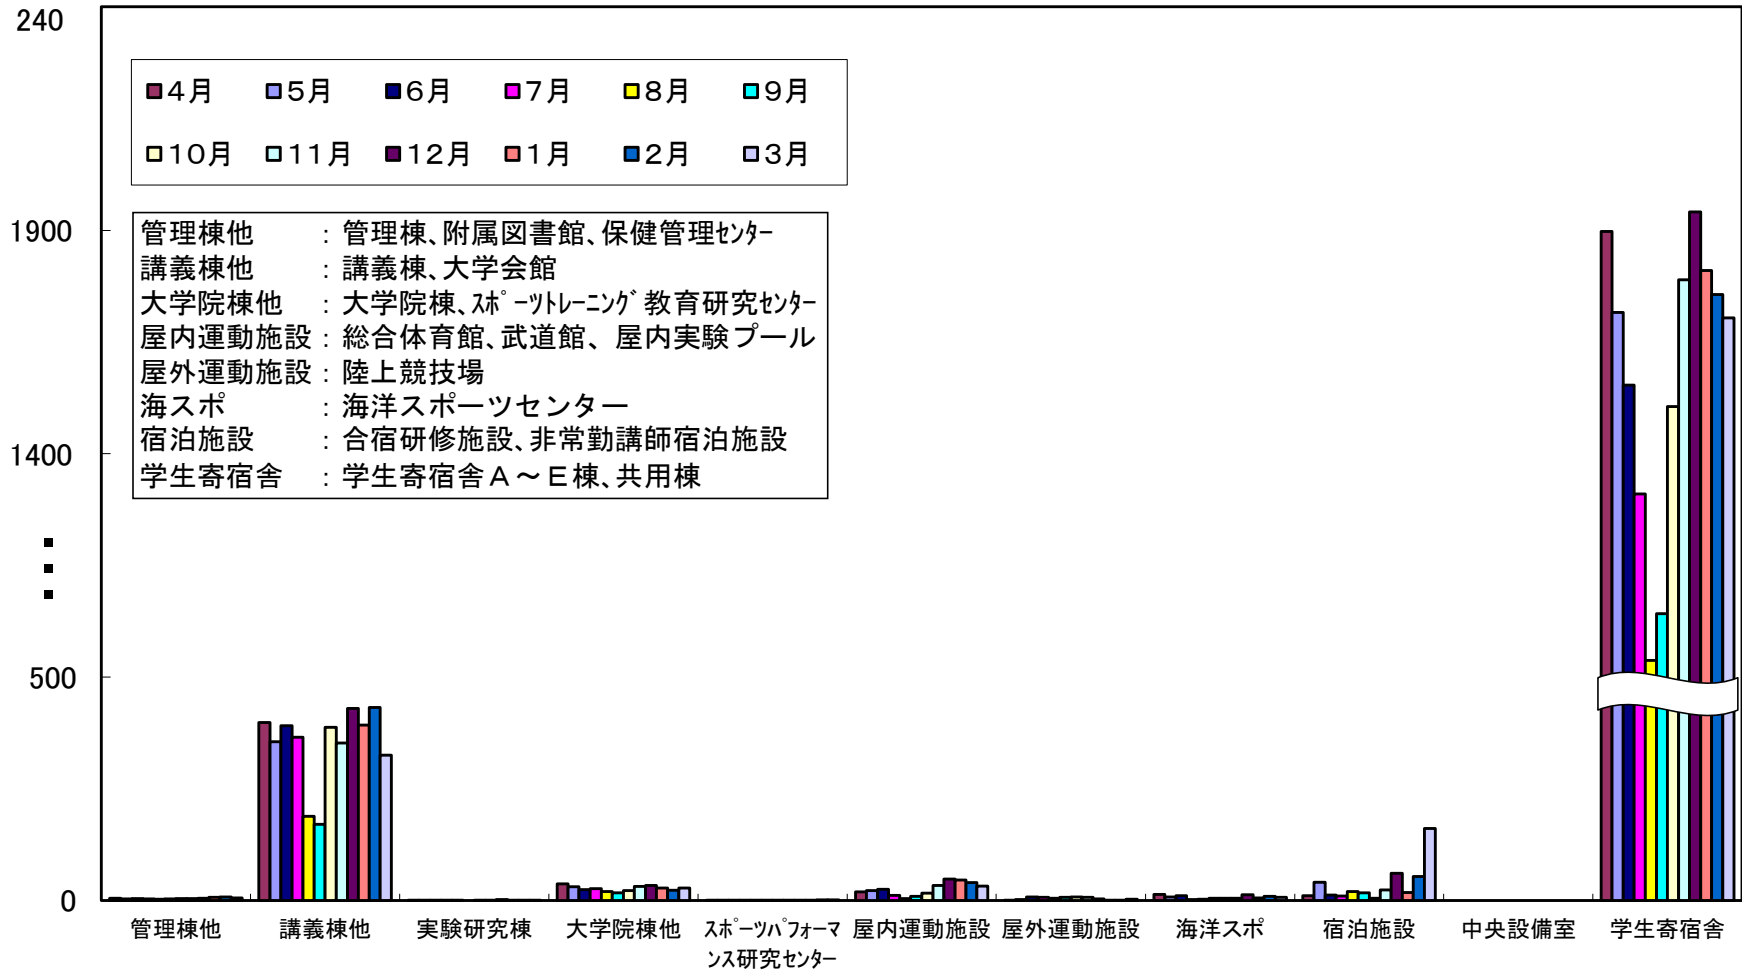 240
■4月 ■5月 ■6月 ■7月 ■8月 ■9月
■10月 ■11月 ■12月 ■1月 ■2月 ■3月
1900
管理棟他 : 管理棟、附属図書館、保健管理ｾﾝﾀｰ
講義棟他 : 講義棟、大学会館
大学院棟他 : 大学院棟、ｽﾎﾟｰﾂﾄﾚｰﾆﾝｸﾞ教育研究ｾﾝﾀｰ
屋内運動施設 : 総合体育館、武道館、 屋内実験プール
屋外運動施設 : 陸上競技場
海スポ : 海洋スポーツセンター
宿泊施設 : 合宿研修施設、非常勤講師宿泊施設
学生寄宿舎 : 学生寄宿舎A～E棟、共用棟
1400
500
0
管理棟他
講義棟他
実験研究棟
大学院棟他
ｽﾎﾟｰﾂﾊﾟﾌｫｰﾏ
ﾝｽ研究ｾﾝﾀｰ
屋内運動施設
屋外運動施設
海洋スポ
宿泊施設
中央設備室
学生寄宿舎